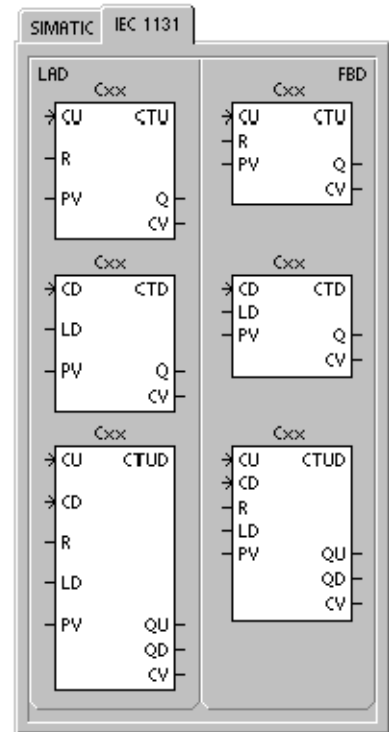 SIMATIC IEC 1131
LAD FBD
Cxx
CU CTU
R
PV Q
CV
Cxx
CU CTU
R
PV Q
CV
Cxx
CD CTD
LD
PV Q
CV
Cxx
CD CTD
LD
PV Q
CV
Cxx
CU CTUD
CD
R
LD
PV QU
QD
CV
Cxx
CU CTUD
CD
R
LD
PV QU
QD
CV